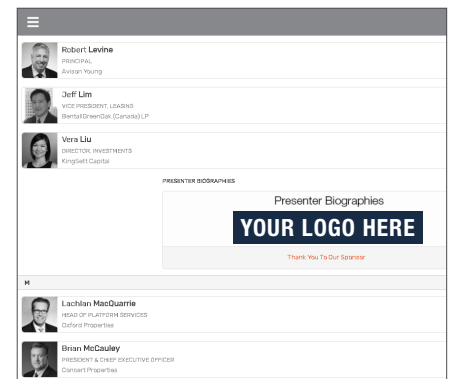 Robert Levine
PRINCIPAL
Avison Young
Jeff Lim
VICE PRESIDENT, LEASING
BentallGreenOak (Canada) LP
Vera Liu
DIRECTOR, INVESTMENTS
KingSett Capital
PRESENTER BIOGRAPHIES
Presenter Biographies
YOUR LOGO HERE
Thank You To Our Sponsor
M
Lachlan MacQuarrie
HEAD OF PLATFORM SERVICES
Oxford Properties
Brian McCauley
PRESIDENT & CHIEF EXECUTIVE OFFICER
Concert Properties